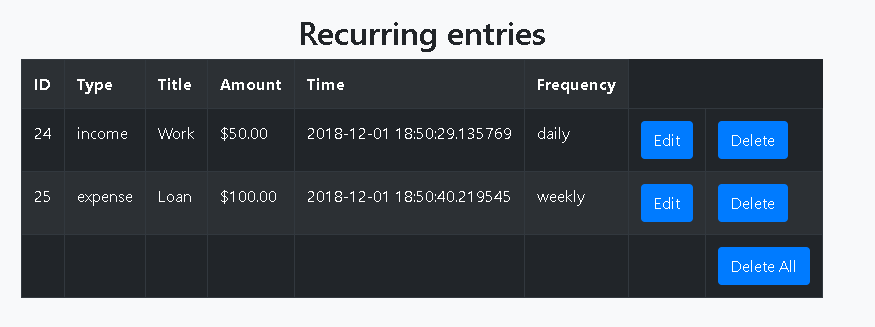 Recurring entries
ID Type Title Amount Time Frequency
24 income Work $50.00 2018-12-01 18:50:29.135769 daily Edit Delete
25 expense Loan $100.00 2018-12-01 18:50:40.219545 weekly Edit Delete
Delete All